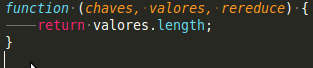 function (chaves, valores, rereduce) {
return valores.length;
}